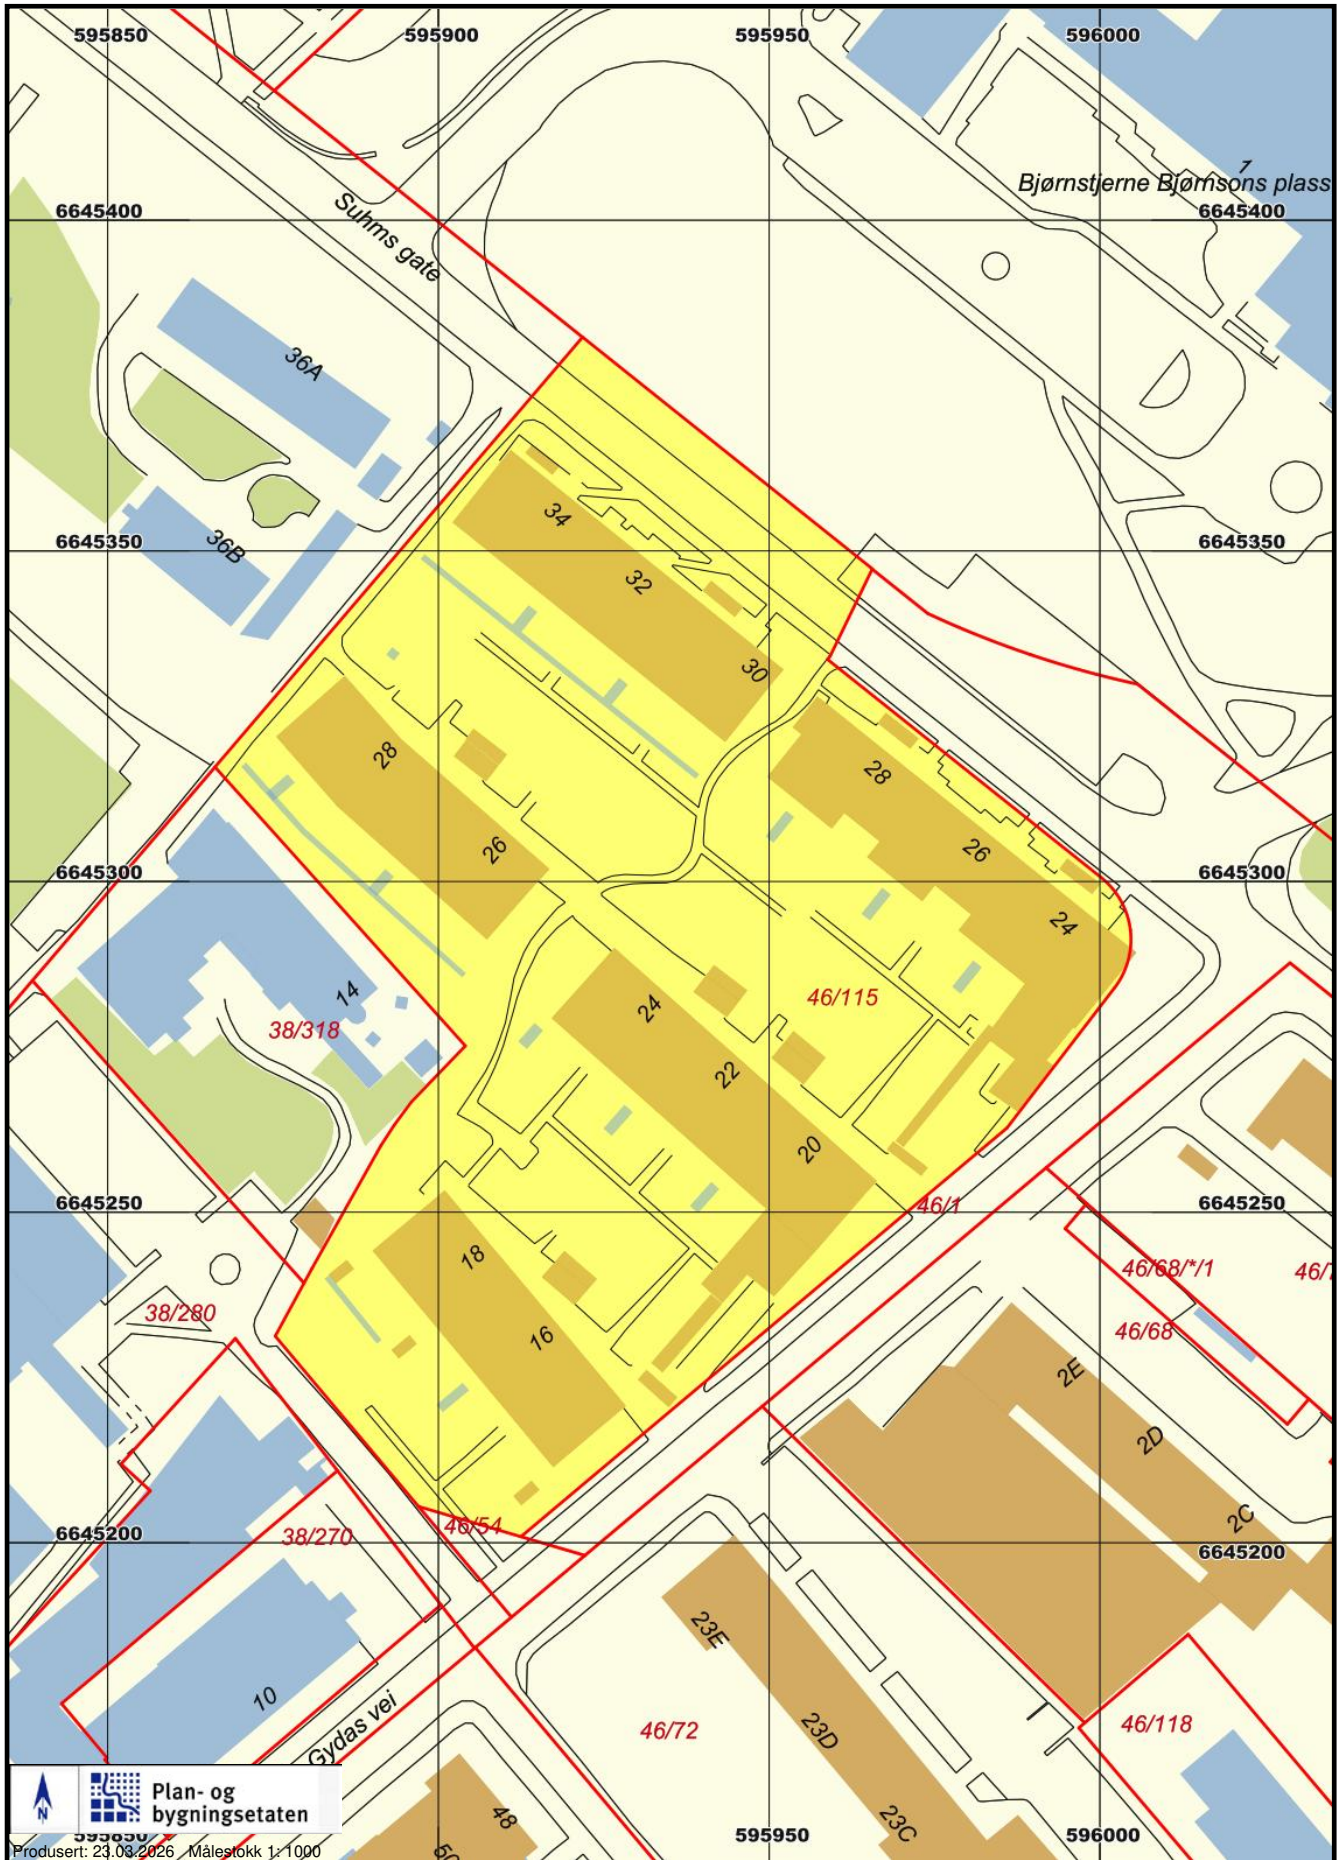 595850 595900 595950 596000
1
Bjørnstjerne Bjørnsons plass
6645400 6645400
Suhms gate
36A
34
36B
6645350 6645350
32
30
28
28
26
26
6645300 6645300
24
14
24
46/115
38/318
22
20
6645250 46/1 6645250
18
46/68/*/1
38/280
16
46/68
2E
2D
2C
46/54
6645200 38/270 6645200
23E
10
Gydas vei
46/72
23D
46/118
Plan- og
bygningsetaten
48
23C
595850 595950 596000
Produsert: 23.03.2026 Målestokk 1: 1000
N